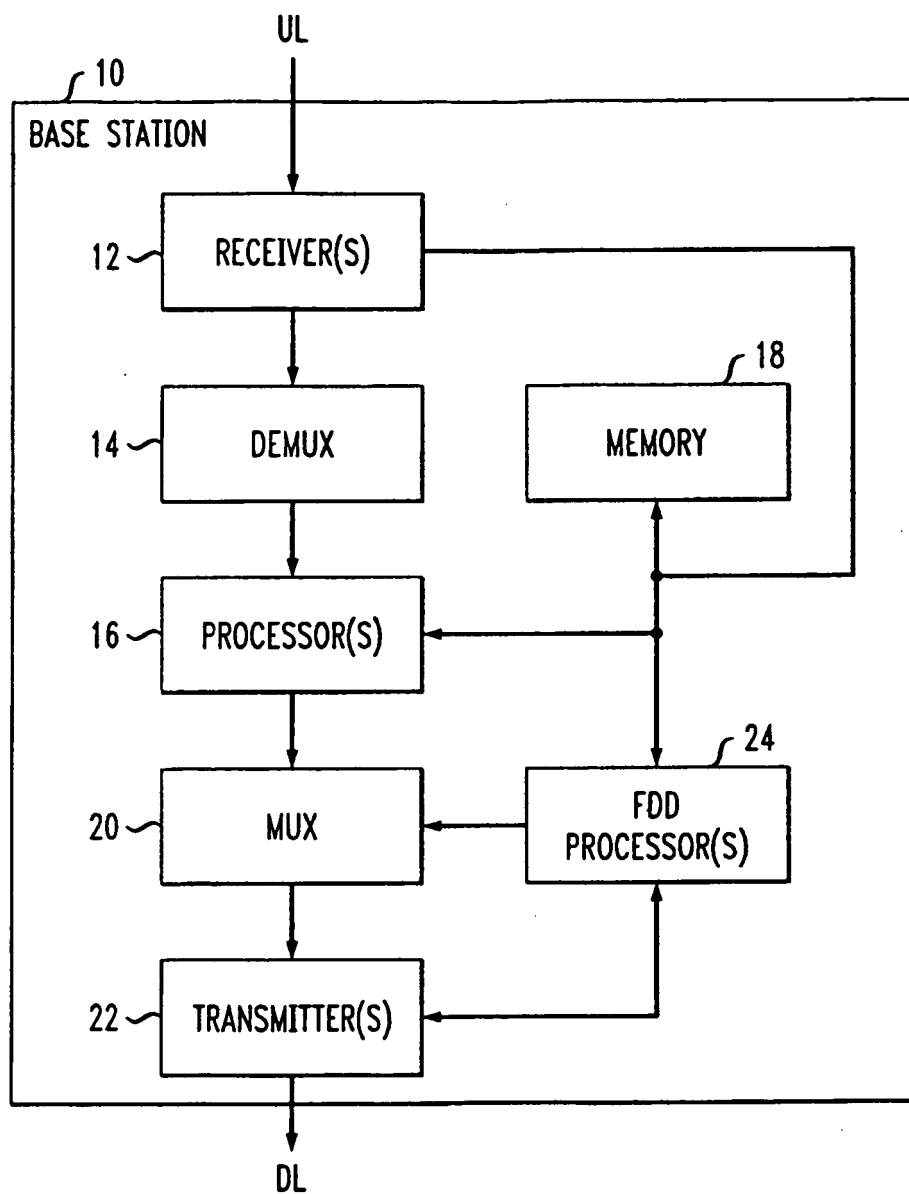 UL
10
BASE STATION
12
RECEIVER(S)
18
14
DEMUX
MEMORY
16
PROCESSOR(S)
24
20
MUX
FDD
PROCESSOR(S)
22
TRANSMITTER(S)
DL